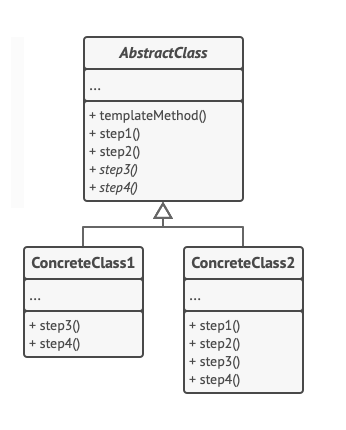 AbstractClass
...
+ templateMethod()
+ step1()
+ step2()
+ step3()
+ step4()
ConcreteClass1
...
+ step3()
+ step4()
ConcreteClass2
...
+ step1()
+ step2()
+ step3()
+ step4()